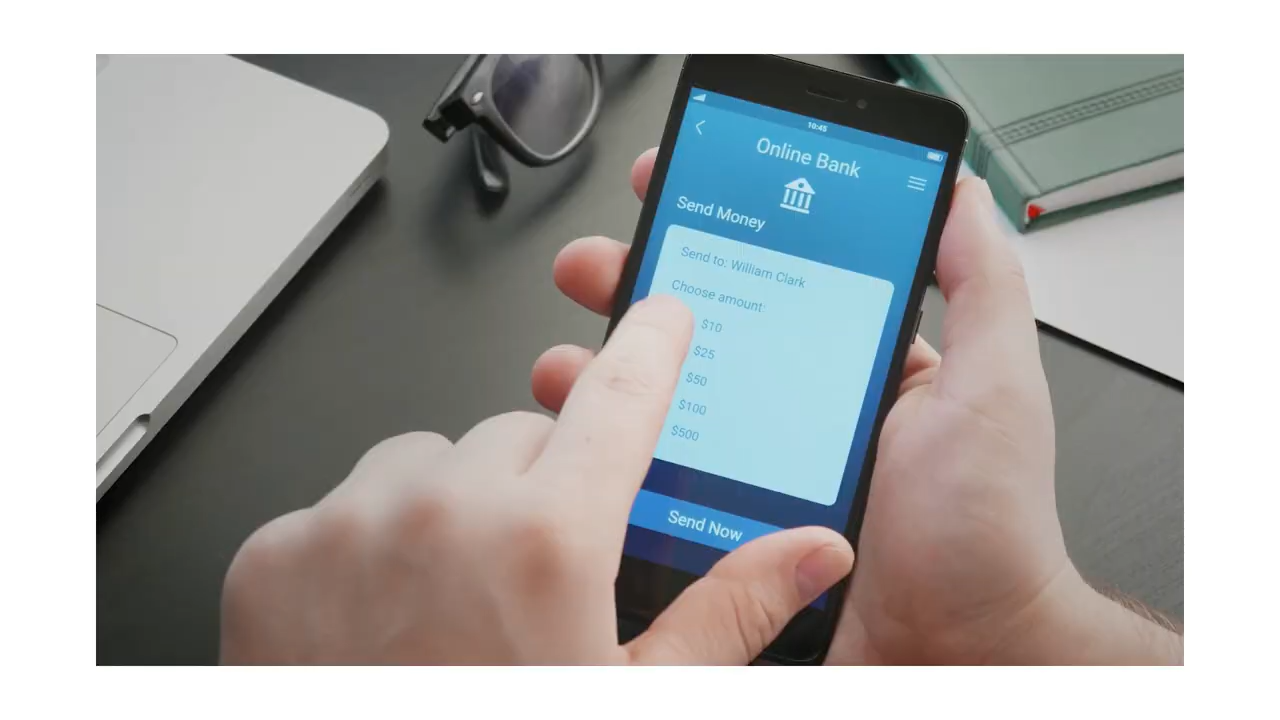 10:45
Online Bank
Send Money
Send to: William Clark
Choose amount:
$10
$25
$50
$100
$500
Send Now